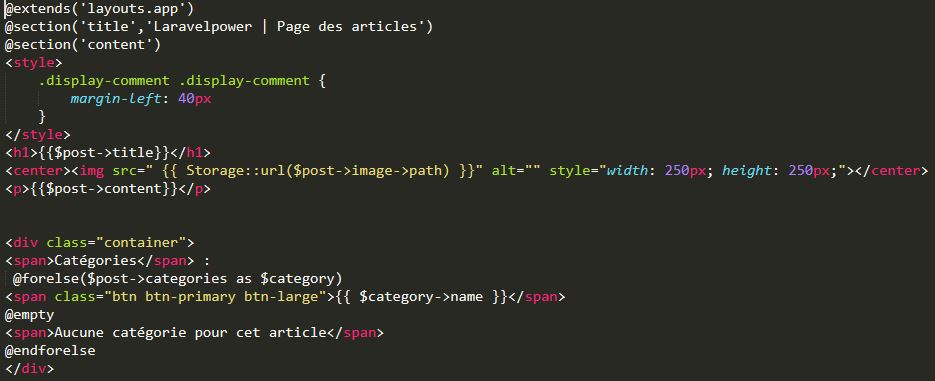 @extends('layouts.app')
@section('title','Laravelpower | Page des articles')
@section('content')
<style>
    .display-comment .display-comment {
        margin-left: 40px
    }
</style>
<h1>{{$post->title}}</h1>
<center><img src=" {{ Storage::url($post->image->path) }}" alt="" style="width: 250px; height: 250px;"></center>
<p>{{$post->content}}</p>
<div class="container">
<span>Catégories</span> :
 @forelse($post->categories as $category)
<span class="btn btn-primary btn-large">{{ $category->name }}</span>
@empty
<span>Aucune catégorie pour cet article</span>
@endforelse
</div>